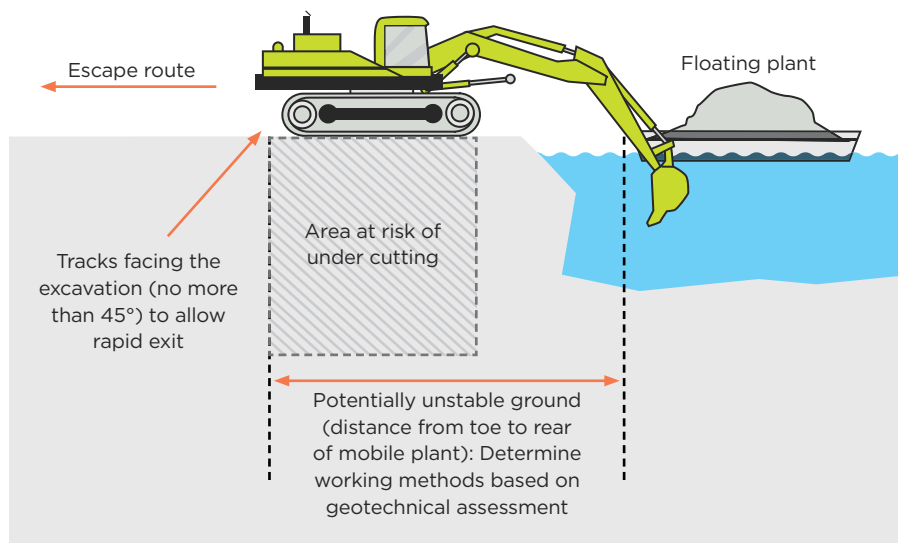 Escape route
Floating plant
Area at risk of
under cutting
Tracks facing the
excavation (no more
than 45°) to allow
rapid exit
Potentially unstable ground
(distance from toe to rear
of mobile plant): Determine
working methods based on
geotechnical assessment